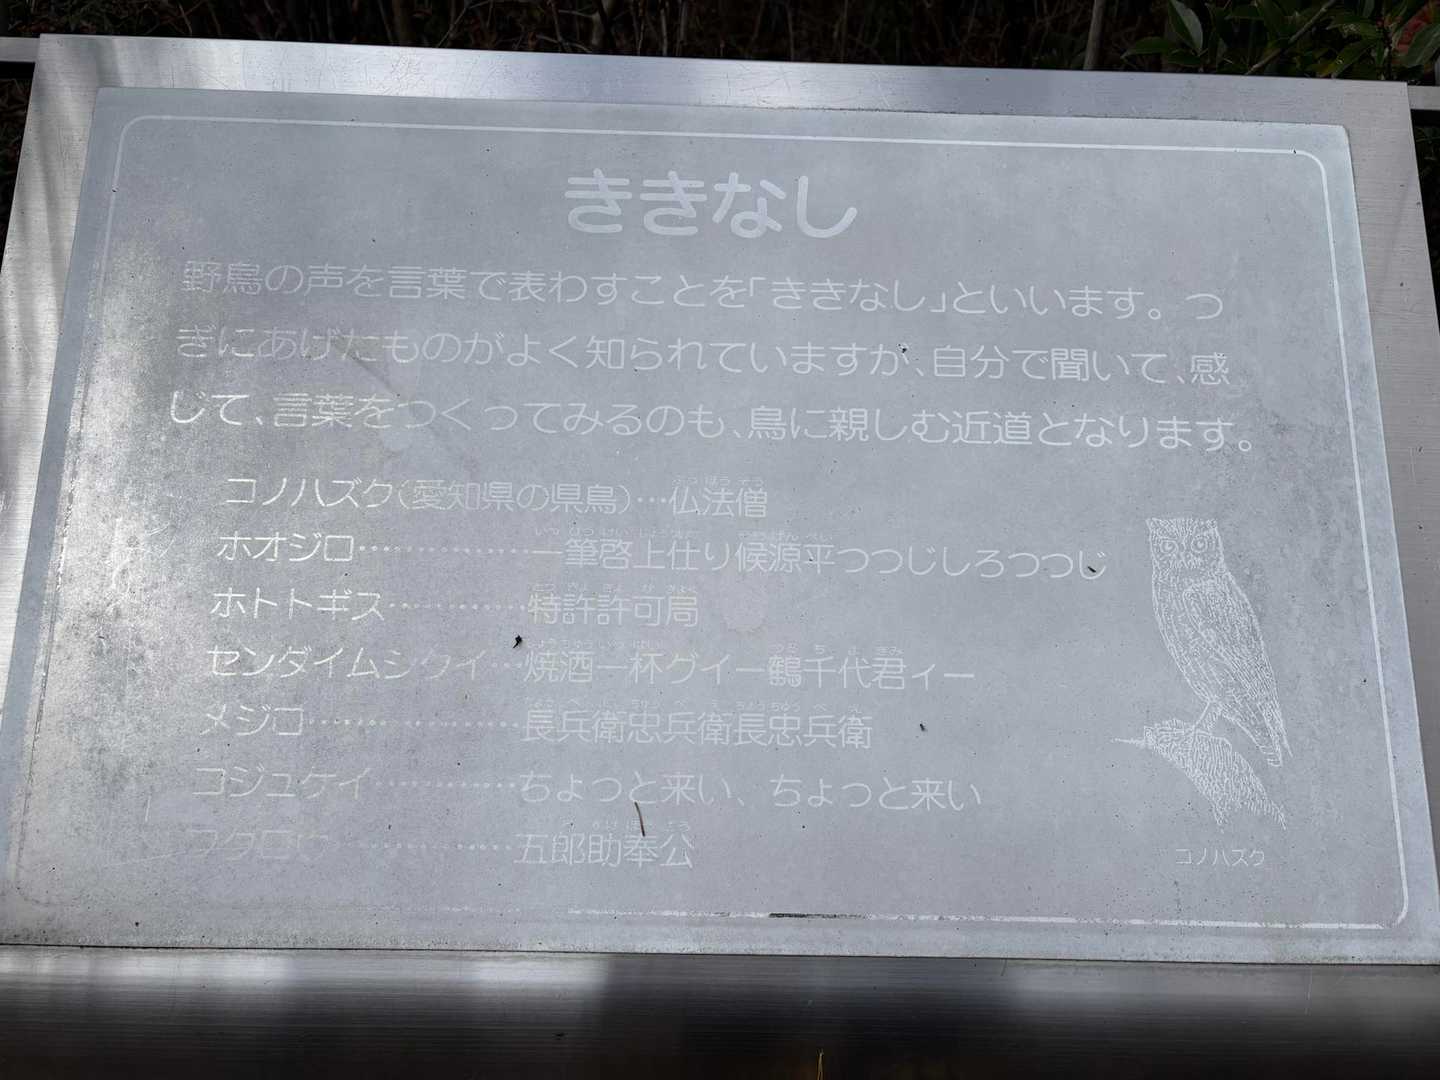 ききなし
野鳥の声を言葉で表わすことを「ききなし」といいます。つ
ぎにあげたものがよく知られていますが、自分で聞いて、感
じて、言葉をつくってみるのも、鳥に親しむ近道となります。
コノハズク(愛知県の県鳥)…仏法僧
ホオジロ……………一筆啓上仕り候源平つつじしろつつじ
ホトトギス…………特許許可局
センダイムシクイ…焼酒一杯グイー鶴千代君ィー
メジロ………………長兵衛忠兵衛長忠兵衛
コジュケイ…………ちょっと来い、ちょっと来い
フクロウ……………五郎助奉公
コノハズク